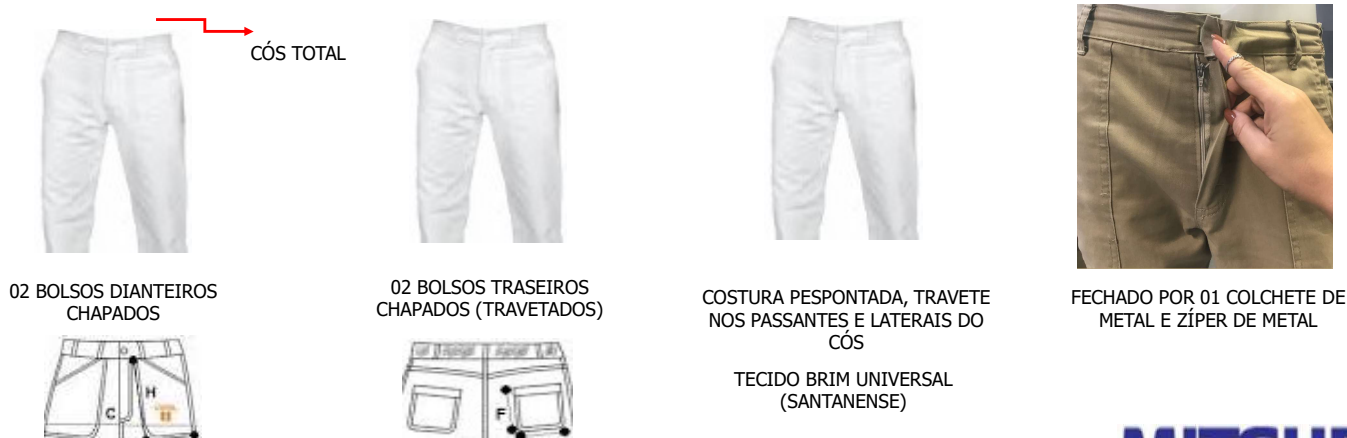 CÓS TOTAL
02 BOLSOS DIANTEIROS
CHAPADOS
02 BOLSOS TRASEIROS
CHAPADOS (TRAVETADOS)
COSTURA PESPONTADA, TRAVETE
NOS PASSANTES E LATERAIS DO
CÓS
TECIDO BRIM UNIVERSAL
(SANTANENSE)
FECHADO POR 01 COLCHETE DE
METAL E ZÍPER DE METAL
H
C
F